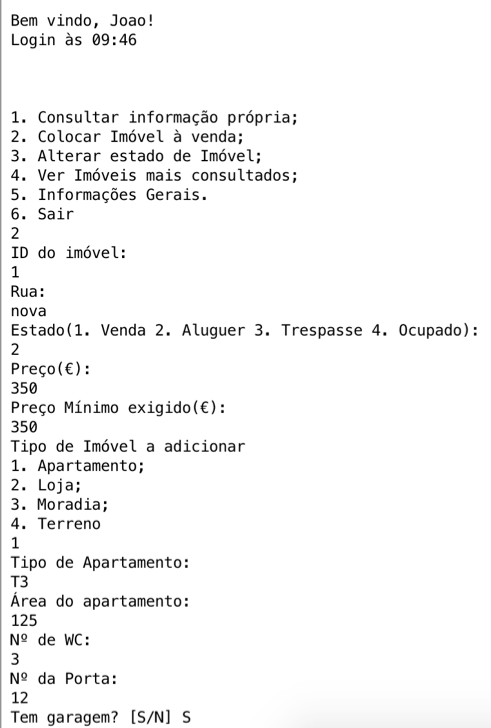 Bem vindo, Joao!
Login às 09:46
1. Consultar informação própria;
2. Colocar Imóvel à venda;
3. Alterar estado de Imóvel;
4. Ver Imóveis mais consultados;
5. Informações Gerais.
6. Sair
2
ID do imóvel:
1
Rua:
nova
Estado(1. Venda 2. Aluguer 3. Trespasse 4. Ocupado):
2
Preço(€):
350
Preço Mínimo exigido(€):
350
Tipo de Imóvel a adicionar
1. Apartamento;
2. Loja;
3. Moradia;
4. Terreno
1
Tipo de Apartamento:
T3
Área do apartamento:
125
Nº de WC:
3
Nº da Porta:
12
Tem garagem? [S/N] S